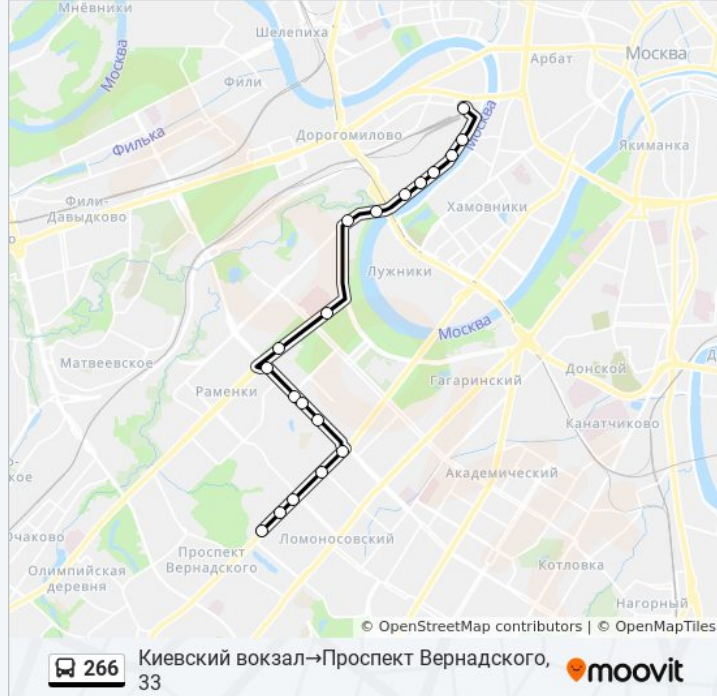 Мнёвники
Москва
Шелепиха
Арбат
Москва
Фили
Филька
Дорогомилово
Москва
Якиманка
Фили-
Давыдково
Хамовники
Лужники
Москва
Матвеевское
Раменки
Гагаринский
Донской
Канатчиково
кое
Академический
Очаково
Проспект
Вернадского
Ломоносовский
Олимпийская
деревня
Котловка
Нагорный
© OpenStreetMap contributors | © OpenMapTiles
266
Киевский вокзал→Проспект Вернадского,
33
moovit